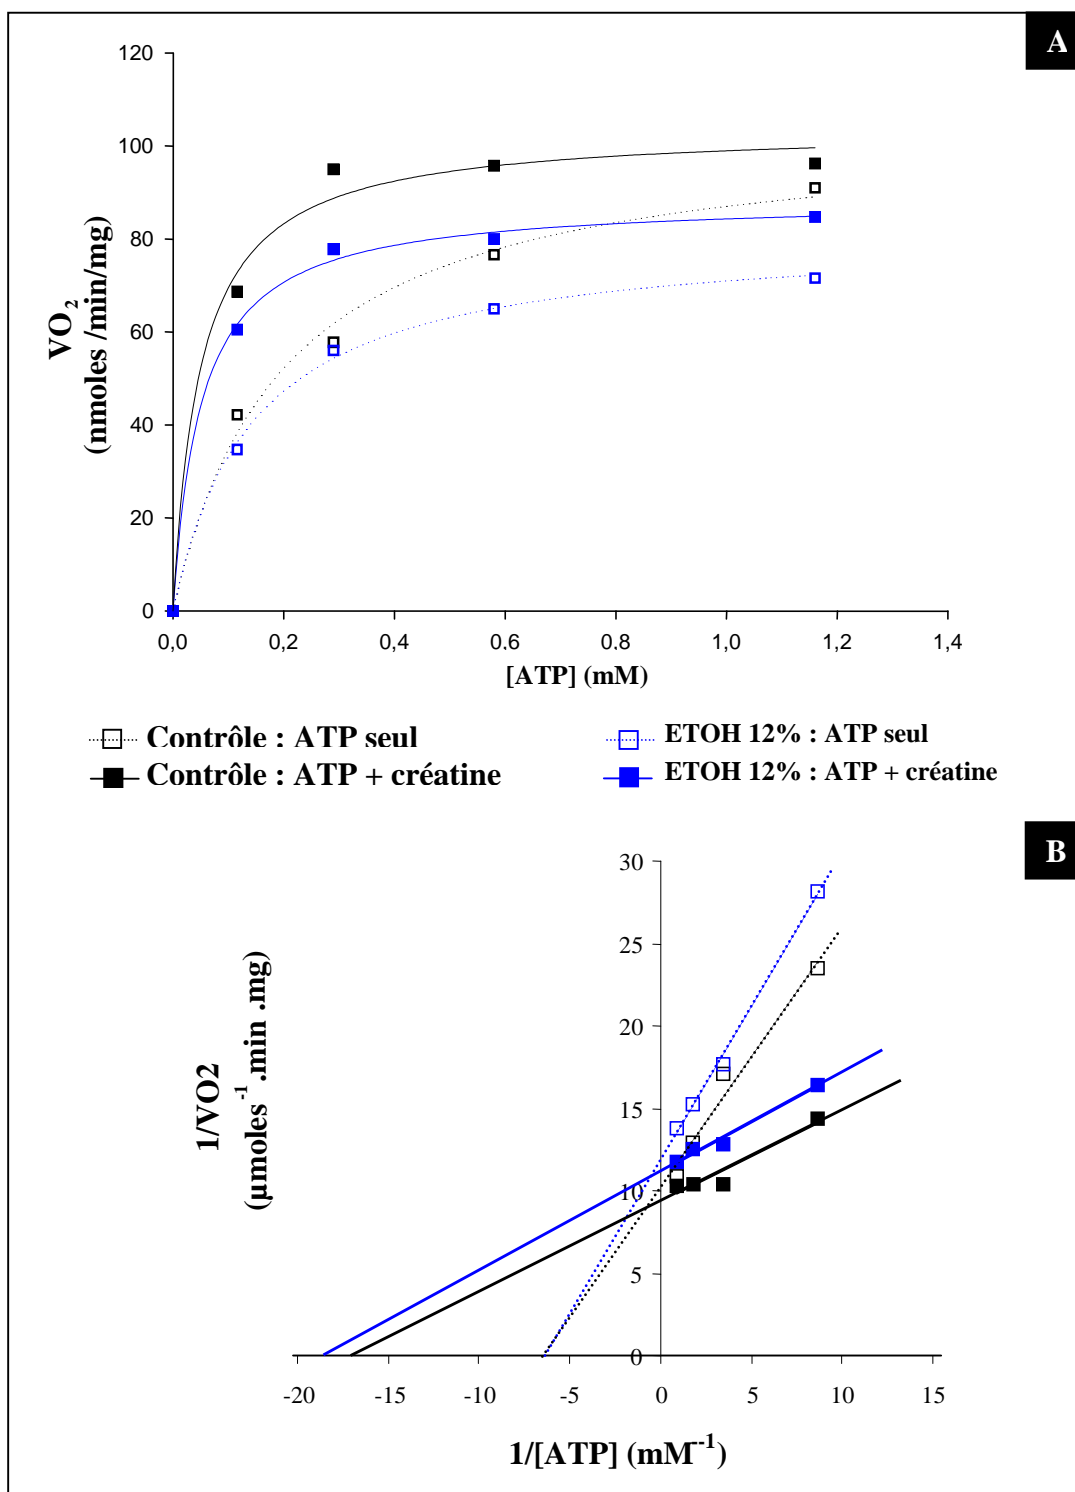 A
120
100
80
60
40
20
0
VO2
(nmoles /min/mg)
0,0 0,2 0,4 0,6 0,8 1,0 1,2 1,4
[ATP] (mM)
Contrôle : ATP seul
ETOH 12% : ATP seul
Contrôle : ATP + créatine
ETOH 12% : ATP + créatine
B
30
25
20
15
10
5
0
1/VO2
(µmoles-1 .min .mg)
-20 -15 -10 -5 0 5 10 15
1/[ATP] (mM-1)